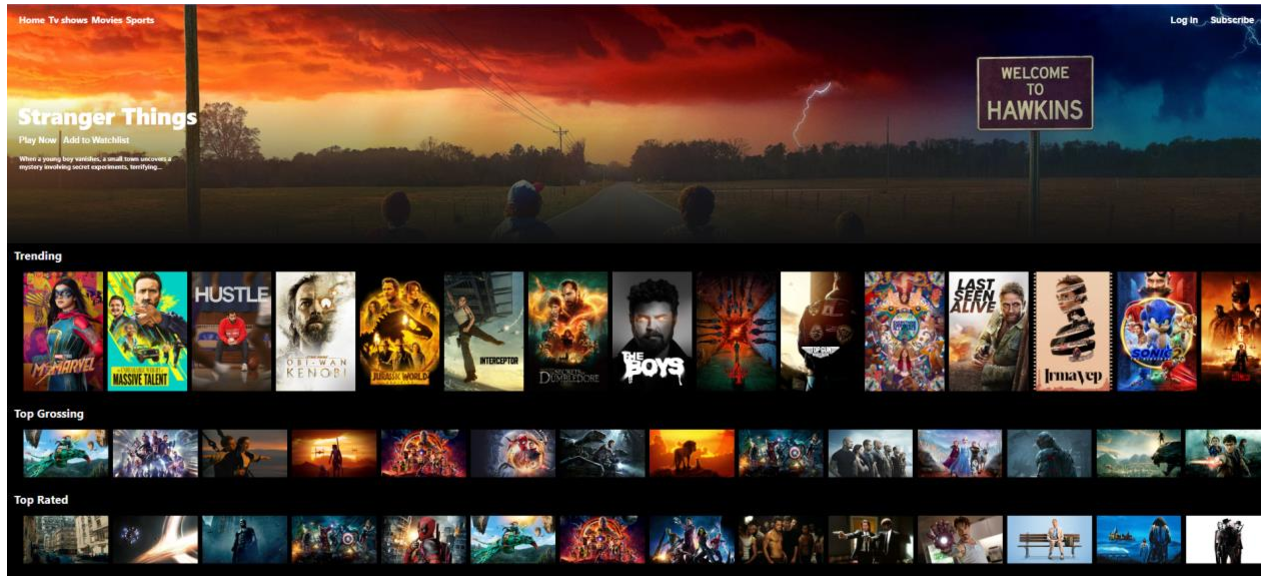 Home Tv shows Movies Sports
Log In Subscribe
WELCOME
TO
HAWKINS
Stranger Things
Play Now Add to Watchlist
When a young boy vanishes, a small town uncovers a
mystery involving secret experiments, terrifying...
Trending
MS. MARVEL
MASSIVE TALENT
HUSTLE
OBI-WAN
KENOBI
JURASSIC WORLD
INTERCEPTOR
DUMBLEDORE
THE
BOYS
4
LAST
SEEN
ALIVE
Irma Vep
SONIC
2
Top Grossing
Top Rated